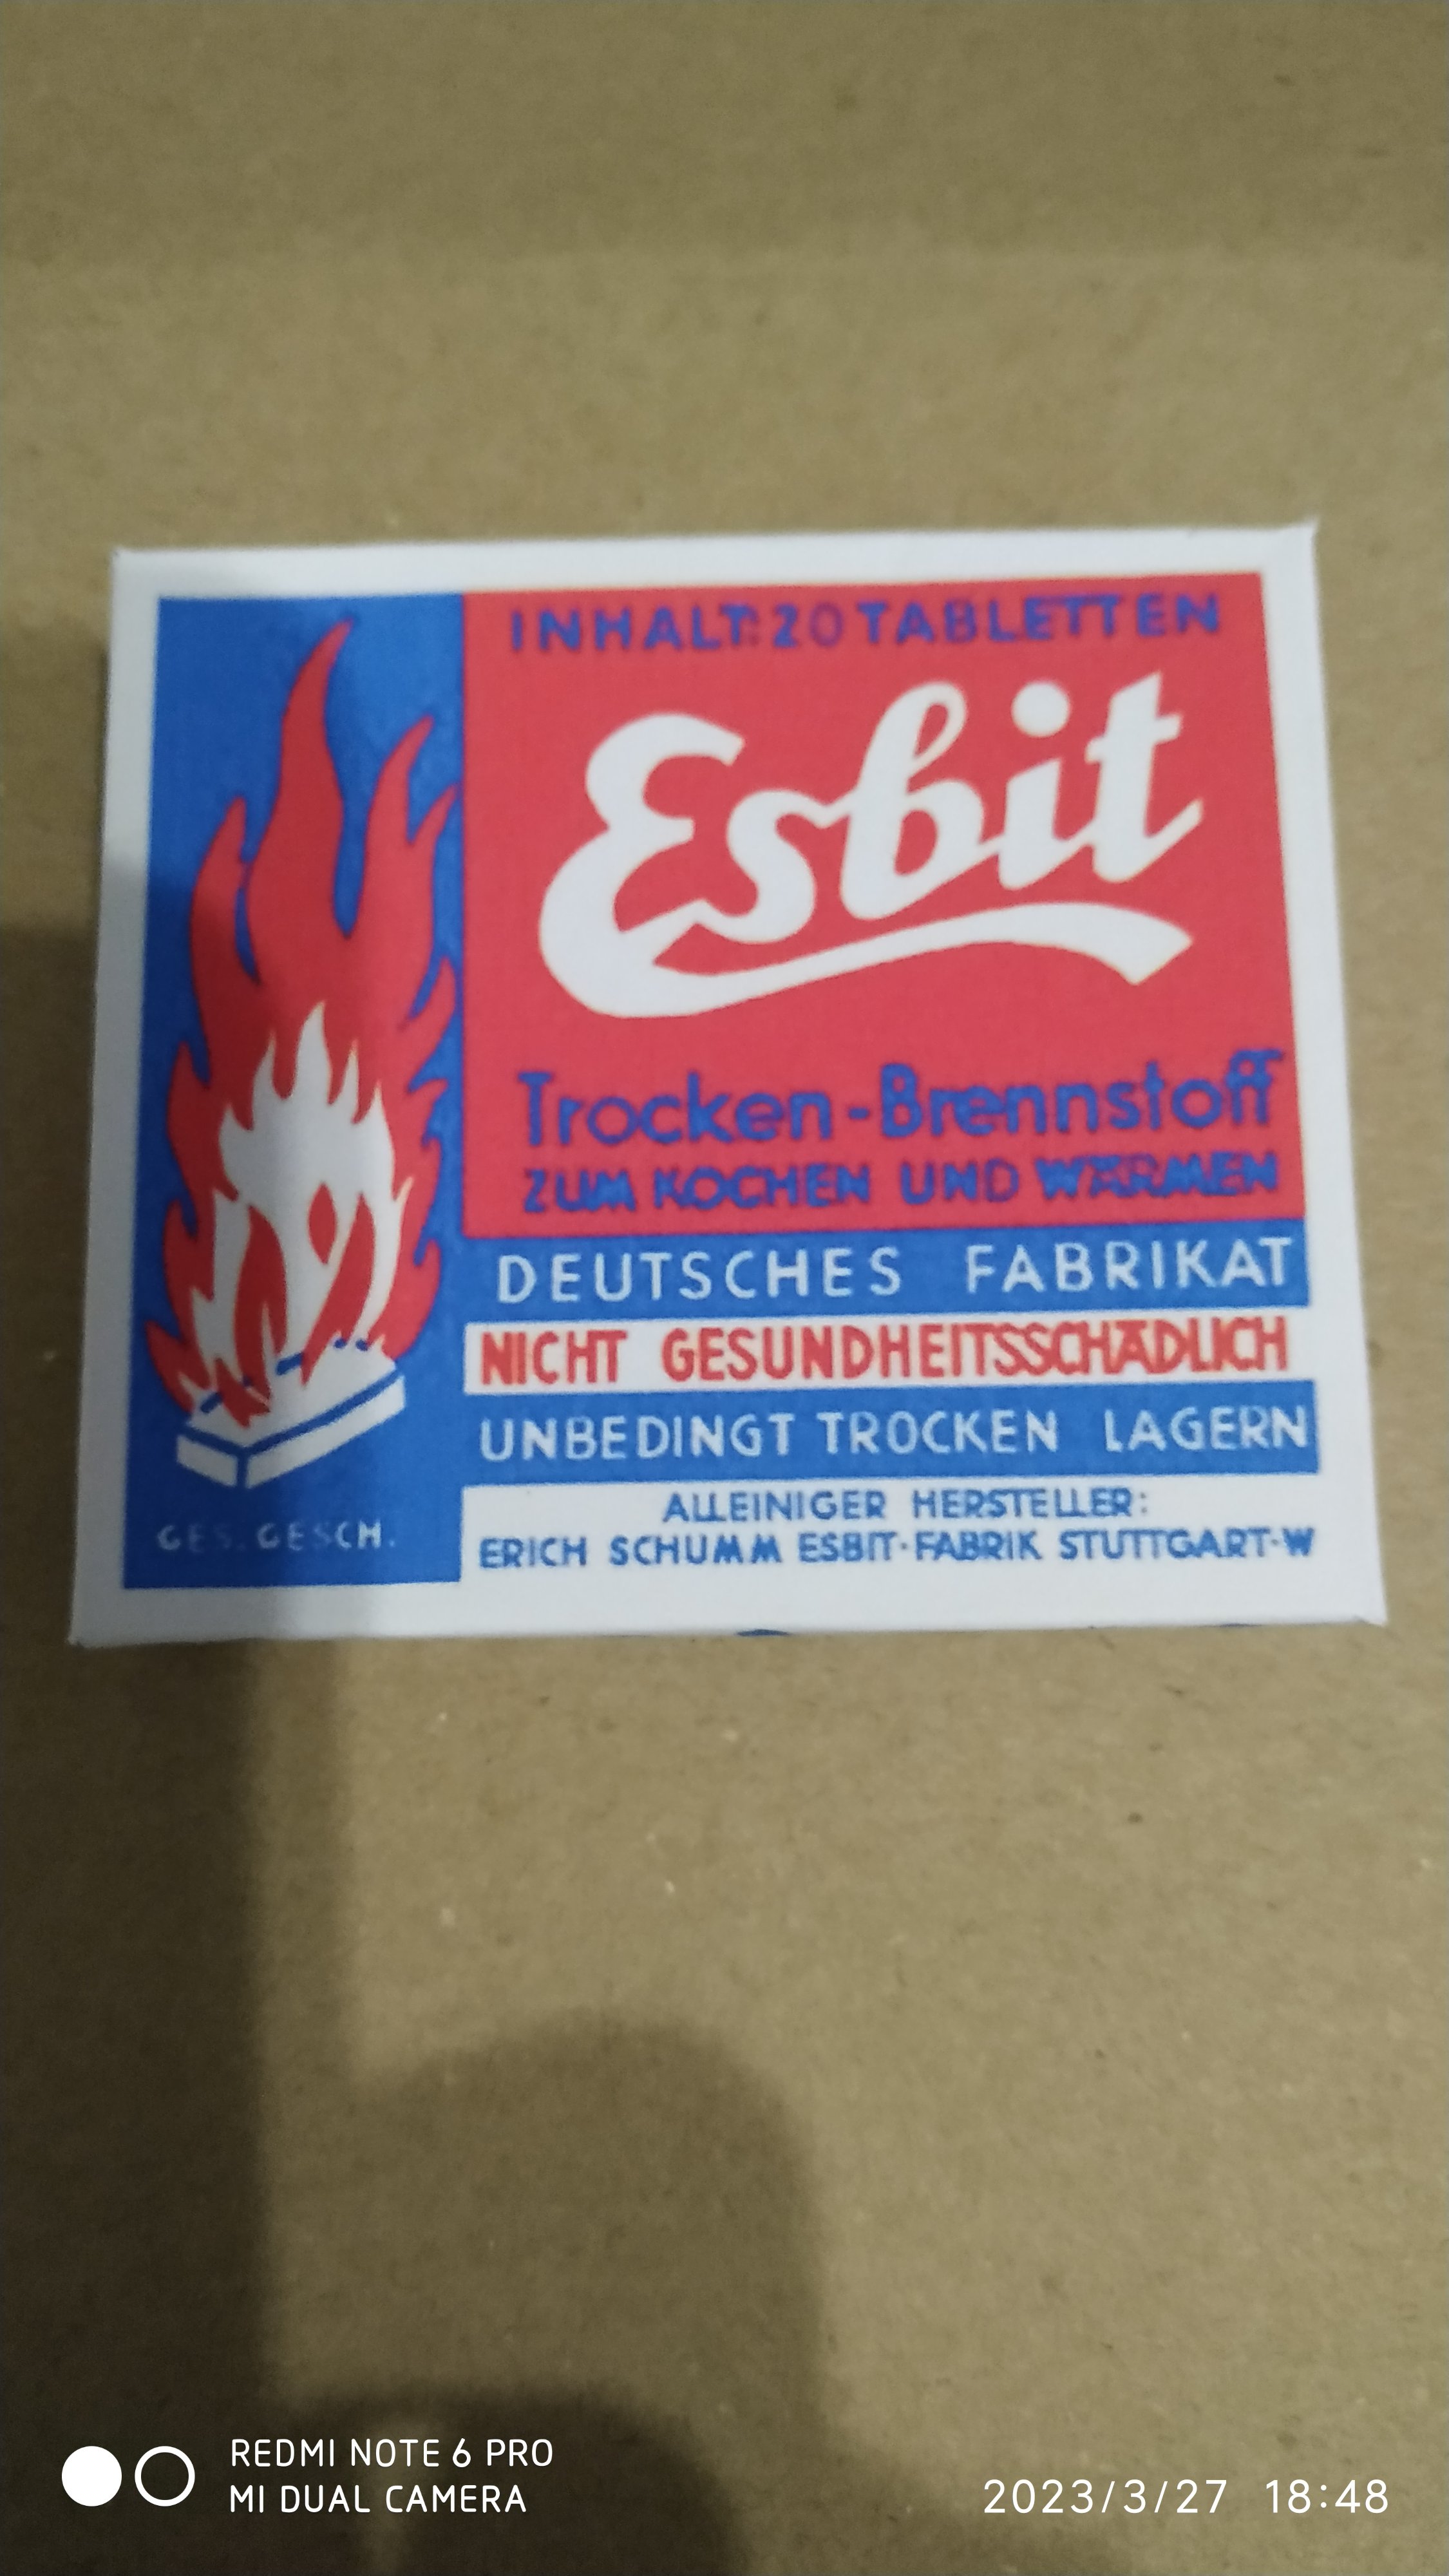 INHALT: 20 TABLETTEN
Esbit
Trocken-Brennstoff
ZUM KOCHEN UND WÄRMEN
DEUTSCHES FABRIKAT
NICHT GESUNDHEITSSCHÄDLICH
UNBEDINGT TROCKEN LAGERN
ALLEINIGER HERSTELLER:
ERICH SCHUMM ESBIT-FABRIK STUTTGART-W
GES. GESCH.
REDMI NOTE 6 PRO
MI DUAL CAMERA
2023/3/27 18:48